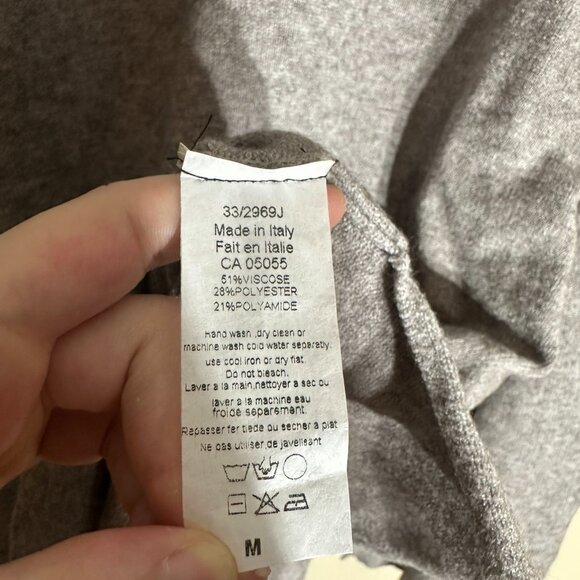 33/2969J
Made in Italy
Fait en Italie
CA 05055
51%VISCOSE
28%POLYESTER
21%POLYAMIDE
Hand wash ,dry clean or
machine wash cold water separatly.
use cool iron or dry flat.
Do not bleach.
Laver a la main,nettoyer a sec ou
laver a la machine eau
froide separement.
Repasser fer tiede ou secher a plat
Ne pas utiliser de javelisant
M